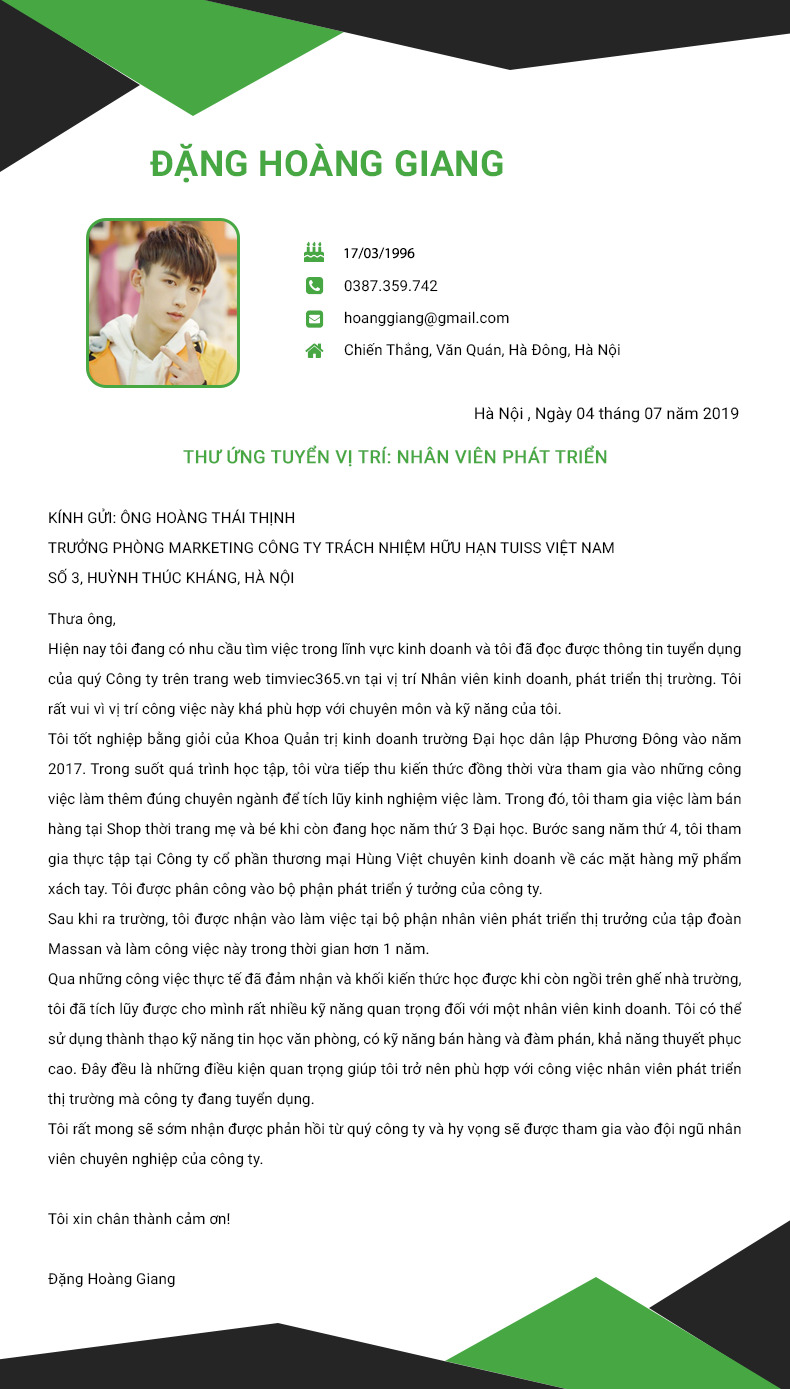 ĐẶNG HOÀNG GIANG
17/03/1996
0387.359.742
hoanggiang@gmail.com
Chiến Thắng, Văn Quán, Hà Đông, Hà Nội
Hà Nội , Ngày 04 tháng 07 năm 2019
THƯ ỨNG TUYỂN VỊ TRÍ: NHÂN VIÊN PHÁT TRIỂN
KÍNH GỬI: ÔNG HOÀNG THÁI THỊNH
TRƯỞNG PHÒNG MARKETING CÔNG TY TRÁCH NHIỆM HỮU HẠN TUISS VIỆT NAM
SỐ 3, HUỲNH THÚC KHÁNG, HÀ NỘI
Thưa ông,
Hiện nay tôi đang có nhu cầu tìm việc trong lĩnh vực kinh doanh và tôi đã đọc được thông tin tuyển dụng
của quý Công ty trên trang web timviec365.vn tại vị trí Nhân viên kinh doanh, phát triển thị trường. Tôi
rất vui vì vị trí công việc này khá phù hợp với chuyên môn và kỹ năng của tôi.
Tôi tốt nghiệp bằng giỏi của Khoa Quản trị kinh doanh trường Đại học dân lập Phương Đông vào năm
2017. Trong suốt quá trình học tập, tôi vừa tiếp thu kiến thức đồng thời vừa tham gia vào những công
việc làm thêm đúng chuyên ngành để tích lũy kinh nghiệm việc làm. Trong đó, tôi tham gia việc làm bán
hàng tại Shop thời trang mẹ và bé khi còn đang học năm thứ 3 Đại học. Bước sang năm thứ 4, tôi tham
gia thực tập tại Công ty cổ phần thương mại Hùng Việt chuyên kinh doanh về các mặt hàng mỹ phẩm
xách tay. Tôi được phân công vào bộ phận phát triển ý tưởng của công ty.
Sau khi ra trường, tôi được nhận vào làm việc tại bộ phận nhân viên phát triển thị trưởng của tập đoàn
Massan và làm công việc này trong thời gian hơn 1 năm.
Qua những công việc thực tế đã đảm nhận và khối kiến thức học được khi còn ngồi trên ghế nhà trường,
tôi đã tích lũy được cho mình rất nhiều kỹ năng quan trọng đối với một nhân viên kinh doanh. Tôi có thể
sử dụng thành thạo kỹ năng tin học văn phòng, có kỹ năng bán hàng và đàm phán, khả năng thuyết phục
cao. Đây đều là những điều kiện quan trọng giúp tôi trở nên phù hợp với công việc nhân viên phát triển
thị trường mà công ty đang tuyển dụng.
Tôi rất mong sẽ sớm nhận được phản hồi từ quý công ty và hy vọng sẽ được tham gia vào đội ngũ nhân
viên chuyên nghiệp của công ty.
Tôi xin chân thành cảm ơn!
Đặng Hoàng Giang